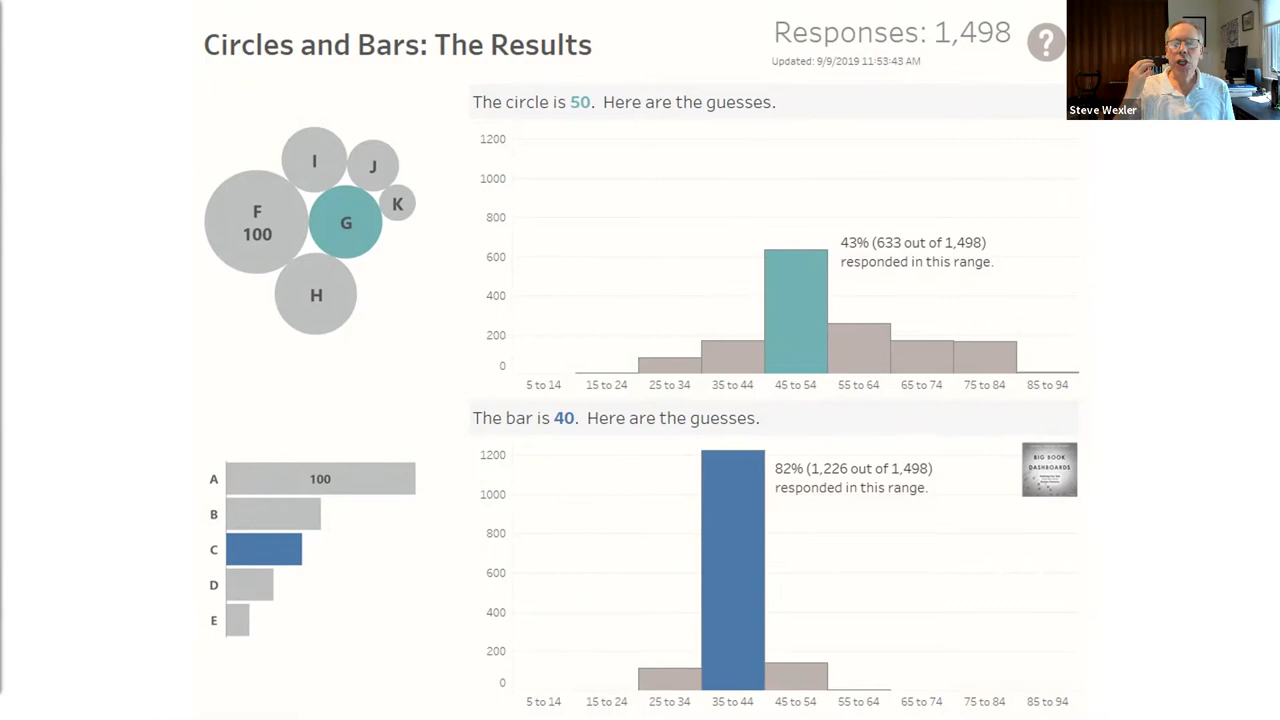 Circles and Bars: The Results
Responses: 1,498
Updated: 9/9/2019 11:53:43 AM
?
Steve Wexler
The circle is 50. Here are the guesses.
I
J
K
F
100
G
H
1200
1000
800
600
400
200
0
43% (633 out of 1,498)
responded in this range.
5 to 14 15 to 24 25 to 34 35 to 44 45 to 54 55 to 64 65 to 74 75 to 84 85 to 94
The bar is 40. Here are the guesses.
A 100
B
C
D
E
1200
1000
800
600
400
200
0
82% (1,226 out of 1,498)
responded in this range.
BIG BOOK
DASHBOARDS
5 to 14 15 to 24 25 to 34 35 to 44 45 to 54 55 to 64 65 to 74 75 to 84 85 to 94